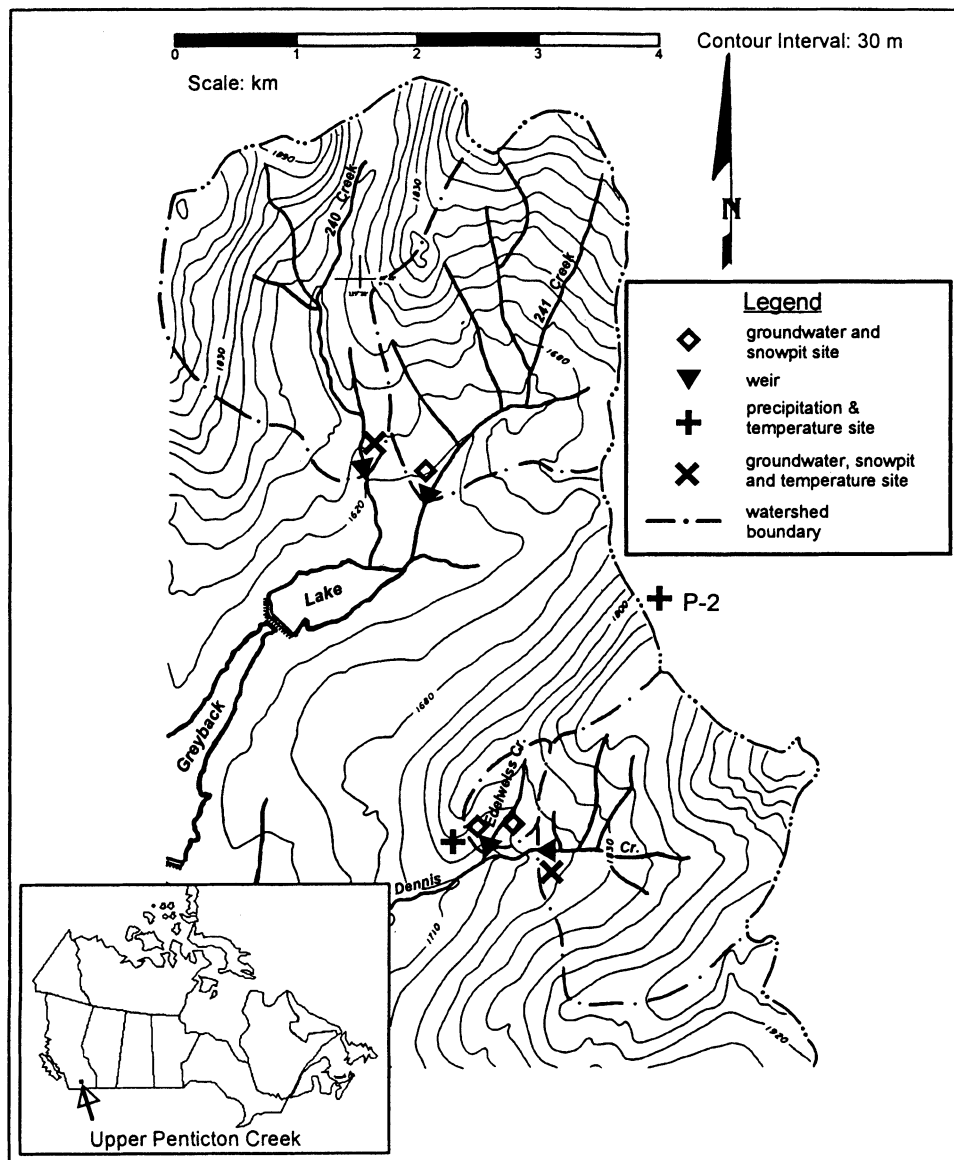 0 1 2 3 4
Scale: km
Contour Interval: 30 m
N
1890
240 Creek
1830
241 Creek
1680
1830
1620
Legend
groundwater and
snowpit site
weir
precipitation &
temperature site
groundwater, snowpit
and temperature site
watershed
boundary
Lake
Greyback
1800
P-2
1680
Edelweiss Cr.
Dennis
Cr.
1830
1710
1920
Upper Penticton Creek